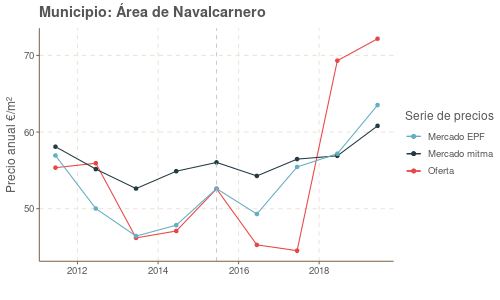 Municipio: Área de Navalcarnero
Precio anual €/m²
70
60
50
2012
2014
2016
2018
Serie de precios
Mercado EPF
Mercado mitma
Oferta